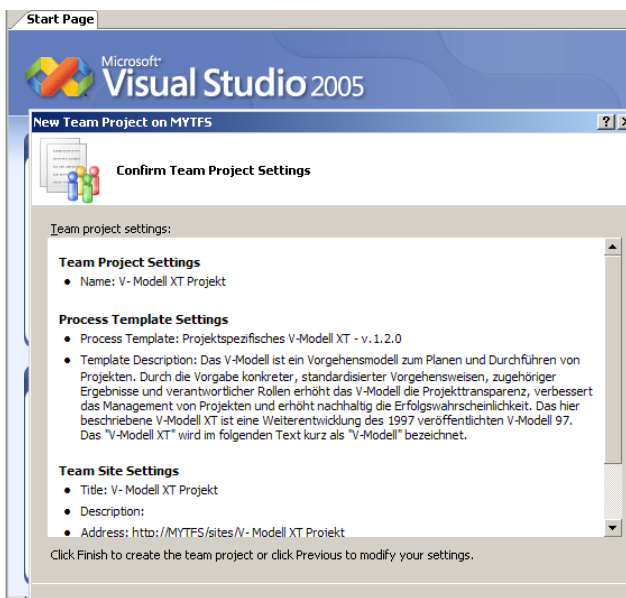 Start Page
Microsoft
Visual Studio 2005
New Team Project on MYTFS
Confirm Team Project Settings
Team project settings:
Team Project Settings
• Name: V- Modell XT Projekt
Process Template Settings
• Process Template: Projektspezifisches V-Modell XT - v.1.2.0
• Template Description: Das V-Modell ist ein Vorgehensmodell zum Planen und Durchführen von
Projekten. Durch die Vorgabe konkreter, standardisierter Vorgehensweisen, zugehöriger
Ergebnisse und verantwortlicher Rollen erhöht das V-Modell die Projekttransparenz, verbessert
das Management von Projekten und erhöht nachhaltig die Erfolgswahrscheinlichkeit. Das hier
beschriebene V-Modell XT ist eine Weiterentwicklung des 1997 veröffentlichten V-Modell 97.
Das "V-Modell XT" wird im folgenden Text kurz als "V-Modell" bezeichnet.
Team Site Settings
• Title: V- Modell XT Projekt
• Description:
• Address: http://MYTFS/sites/V- Modell XT Projekt
Click Finish to create the team project or click Previous to modify your settings.